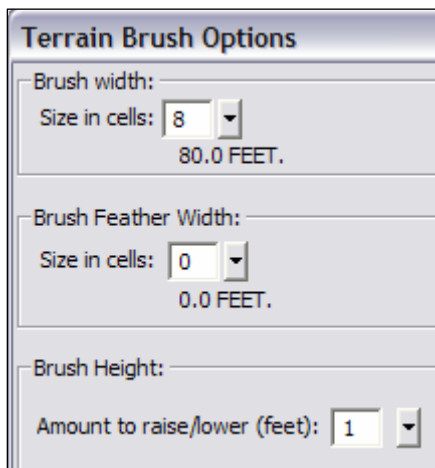 Terrain Brush Options
Brush width:
Size in cells: 8
80.0 FEET.
Brush Feather Width:
Size in cells: 0
0.0 FEET.
Brush Height:
Amount to raise/lower (feet): 1